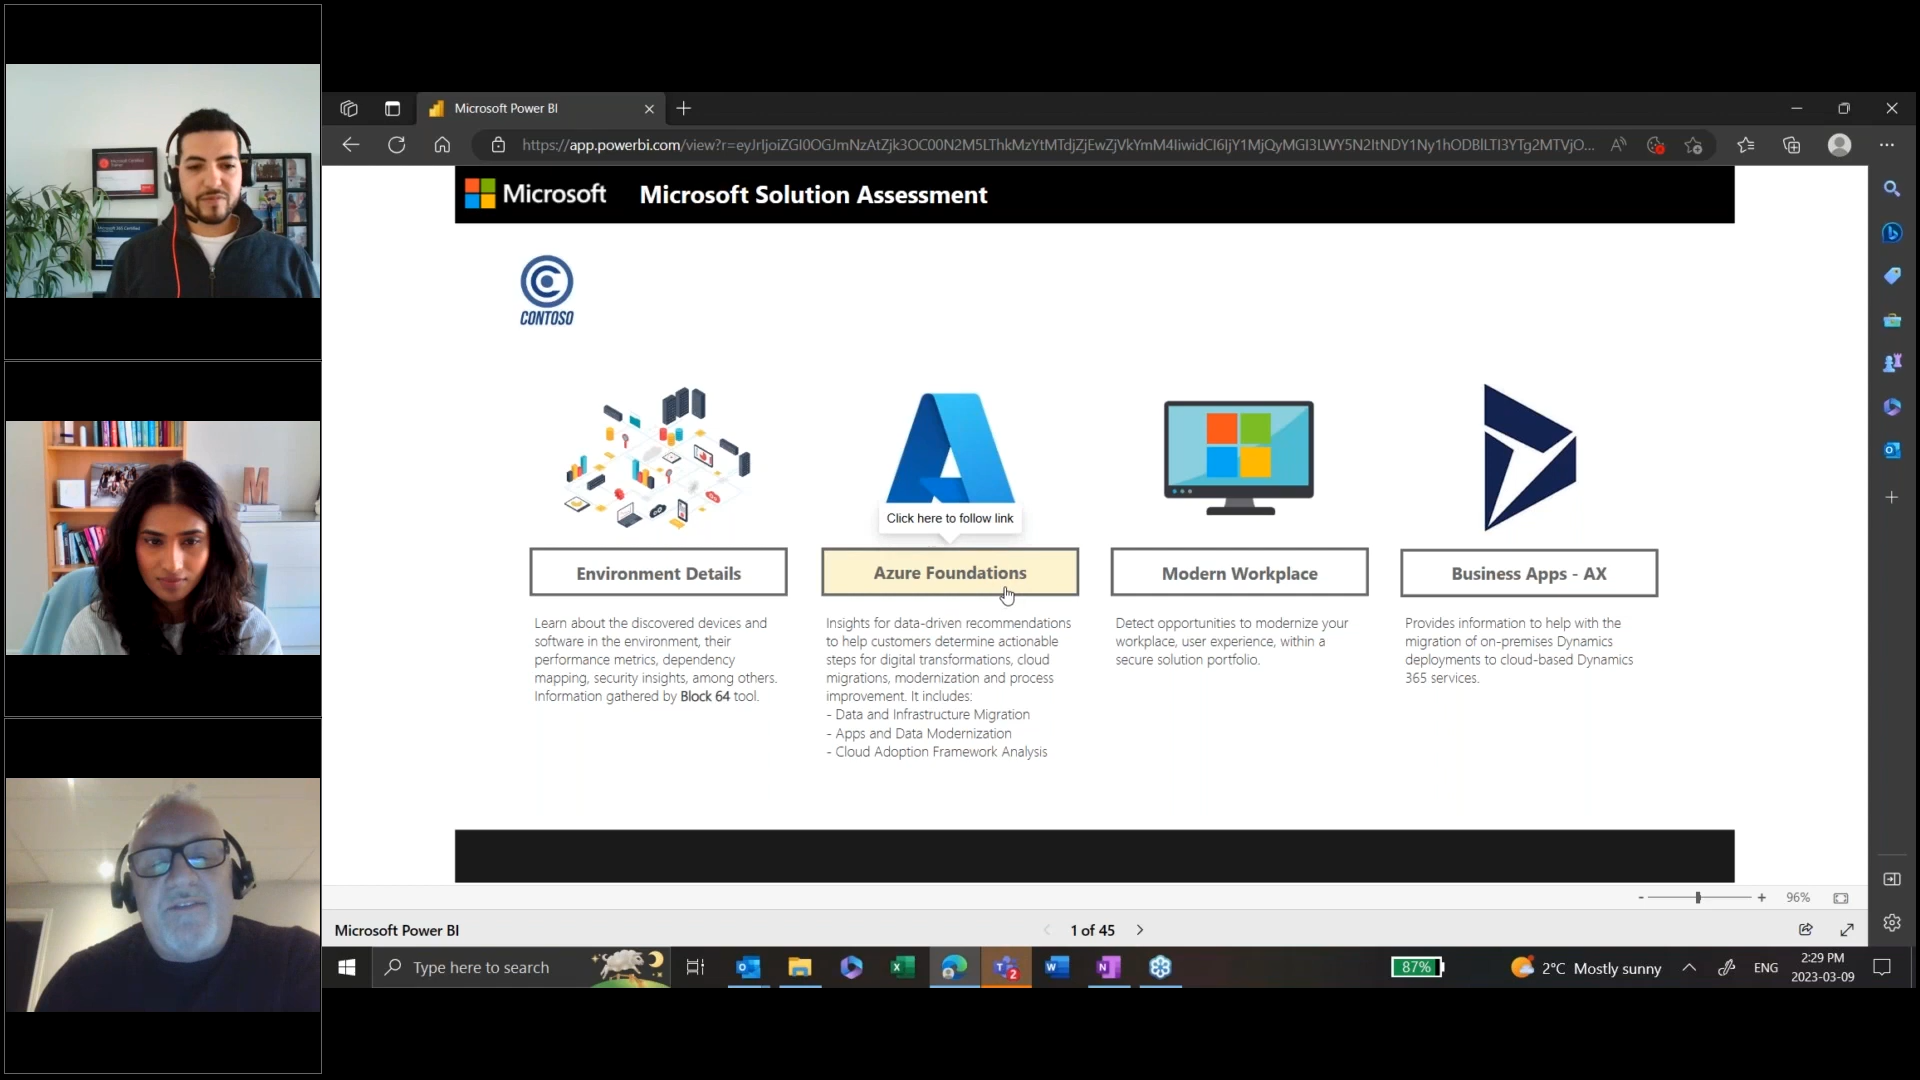 Microsoft Power BI
https://app.powerbi.com/view?r=
Microsoft
Microsoft Solution Assessment
CONTOSO
Click here to follow link
Environment Details
Azure Foundations
Modern Workplace
Business Apps - AX
Learn about the discovered devices and
software in the environment, their
performance metrics, dependency
mapping, security insights, among others.
Information gathered by Block 64 tool.
Insights for data-driven recommendations
to help customers determine actionable
steps for digital transformations, cloud
migrations, modernization and process
improvement. It includes:
- Data and Infrastructure Migration
- Apps and Data Modernization
- Cloud Adoption Framework Analysis
Detect opportunities to modernize your
workplace, user experience, within a
secure solution portfolio.
Provides information to help with the
migration of on-premises Dynamics
deployments to cloud-based Dynamics
365 services.
- + 96%
Microsoft Power BI
1 of 45
Type here to search
87%
2°C Mostly sunny
ENG
2:29 PM
2023-03-09